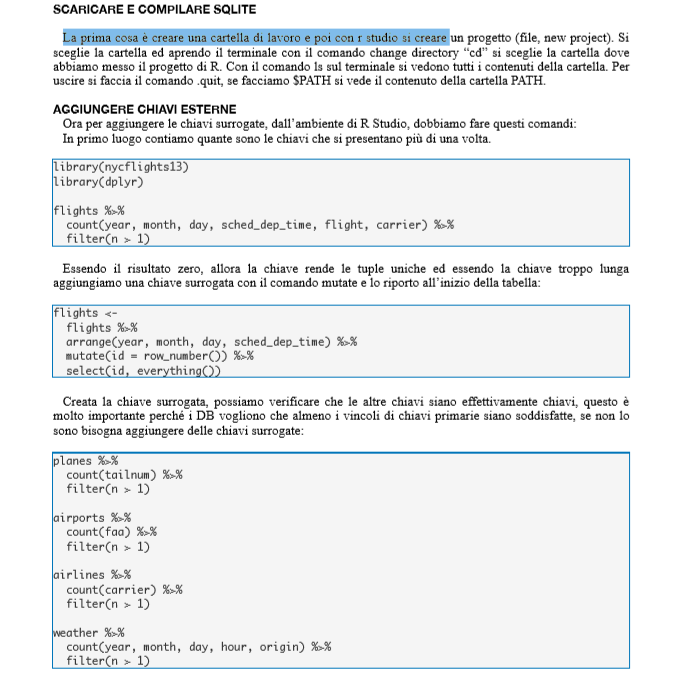 SCARICARE E COMPILARE SQLITE
La prima cosa è creare una cartella di lavoro e poi con r studio si creare un progetto (file, new project). Si
sceglie la cartella ed aprendo il terminale con il comando change directory “cd” si sceglie la cartella dove
abbiamo messo il progetto di R. Con il comando ls sul terminale si vedono tutti i contenuti della cartella. Per
uscire si faccia il comando .quit, se facciamo $PATH si vede il contenuto della cartella PATH.
AGGIUNGERE CHIAVI ESTERNE
Ora per aggiungere le chiavi surrogate, dall’ambiente di R Studio, dobbiamo fare questi comandi:
In primo luogo contiamo quante sono le chiavi che si presentano più di una volta.
library(nycflights13)
library(dplyr)
flights %>%
count(year, month, day, sched_dep_time, flight, carrier) %>%
filter(n > 1)
Essendo il risultato zero, allora la chiave rende le tuple uniche ed essendo la chiave troppo lunga
aggiungiamo una chiave surrogata con il comando mutate e lo riporto all’inizio della tabella:
flights <-
flights %>%
arrange(year, month, day, sched_dep_time) %>%
mutate(id = row_number()) %>%
select(id, everything())
Creata la chiave surrogata, possiamo verificare che le altre chiavi siano effettivamente chiavi, questo è
molto importante perché i DB vogliono che almeno i vincoli di chiavi primarie siano soddisfatte, se non lo
sono bisogna aggiungere delle chiavi surrogate:
planes %>%
count(tailnum) %>%
filter(n > 1)
airports %>%
count(faa) %>%
filter(n > 1)
airlines %>%
count(carrier) %>%
filter(n > 1)
weather %>%
count(year, month, day, hour, origin) %>%
filter(n > 1)